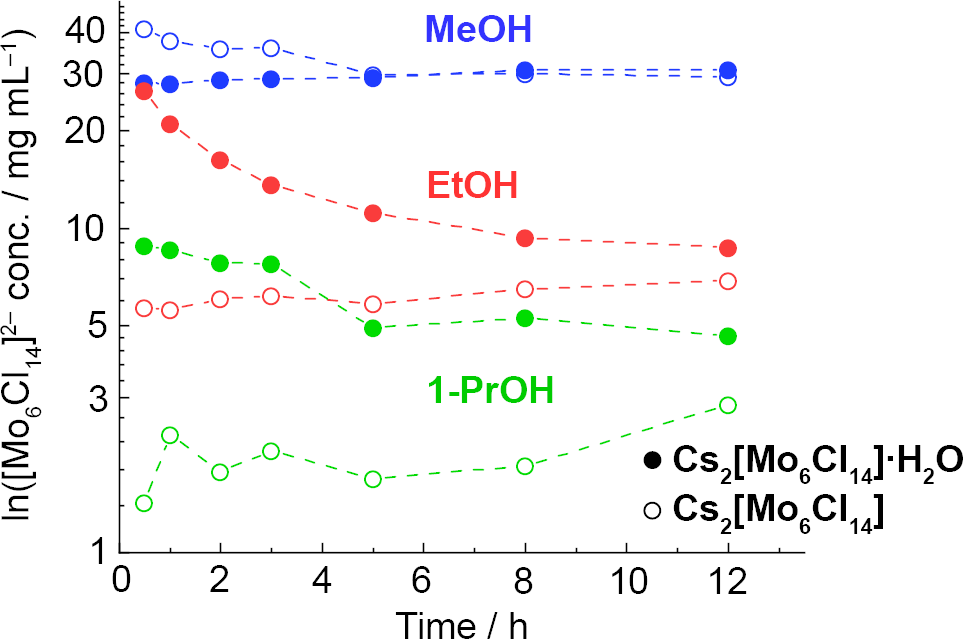 ln([Mo₆Cl₁₄]²⁻ conc. / mg mL⁻¹)
40
30
20
10
5
3
1
MeOH
EtOH
1-PrOH
Cs₂[Mo₆Cl₁₄]·H₂O
Cs₂[Mo₆Cl₁₄]
0 2 4 6 8 10 12
Time / h